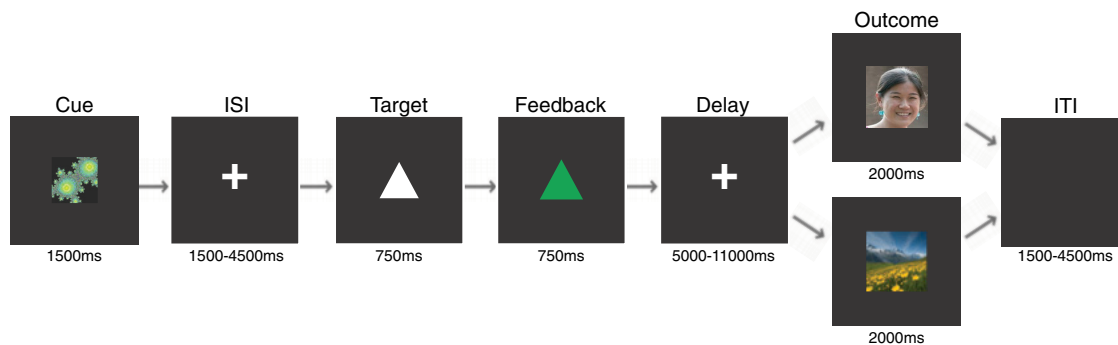 Outcome
Cue
ISI
Target
Feedback
Delay
ITI
1500ms
1500-4500ms
750ms
750ms
5000-11000ms
2000ms
2000ms
1500-4500ms